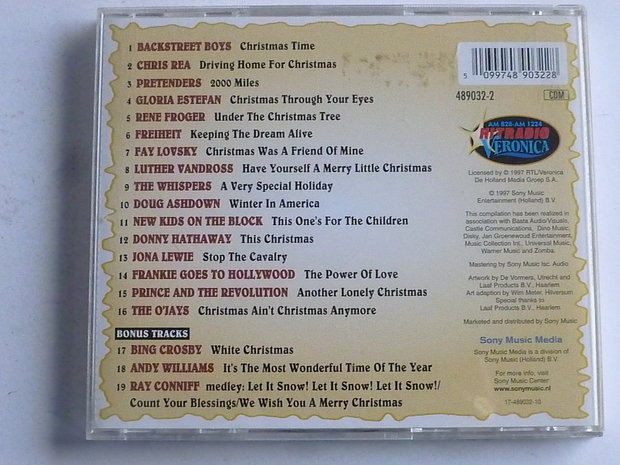 1 BACKSTREET BOYS Christmas Time
2 CHRIS REA Driving Home For Christmas
3 PRETENDERS 2000 Miles
4 GLORIA ESTEFAN Christmas Through Your Eyes
5 RENE FROGER Under The Christmas Tree
6 FREIHEIT Keeping The Dream Alive
7 FAY LOVSKY Christmas Was A Friend Of Mine
8 LUTHER VANDROSS Have Yourself A Merry Little Christmas
9 THE WHISPERS A Very Special Holiday
10 DOUG ASHDOWN Winter In America
11 NEW KIDS ON THE BLOCK This One's For The Children
12 DONNY HATHAWAY This Christmas
13 JONA LEWIE Stop The Cavalry
14 FRANKIE GOES TO HOLLYWOOD The Power Of Love
15 PRINCE AND THE REVOLUTION Another Lonely Christmas
16 THE O'JAYS Christmas Ain't Christmas Anymore
BONUS TRACKS
17 BING CROSBY White Christmas
18 ANDY WILLIAMS It's The Most Wonderful Time Of The Year
19 RAY CONNIFF medley: Let It Snow! Let It Snow! Let It Snow!/
Count Your Blessings/We Wish You A Merry Christmas
5 099748 903228
489032-2 CDM
AM 828-AM 1224
HITRADIO
VERONICA
Licensed by © 1997 RTL/Veronica
De Holland Media Groep S.A.
© 1997 Sony Music
Entertainment (Holland) B.V.
This compilation has been realized in
association with Basta Audio/Visuals,
Castle Communications, Dino Music,
Disky, Jan Groenewoud Entertainment,
Music Collection Int., Universal Music,
Warner Music and Zomba.
Mastering by Sony Music Isc. Audio
Artwork by De Vormers, Utrecht and
Laat Products B.V., Haarlem
Art adaption by Wim Meter, Hilversum
Special thanks to
Laat Products B.V., Haarlem
Marketed and distributed by Sony Music
Sony Music Media
Sony Music Media is a division of
Sony Music (Holland) B.V.
For more info, visit
Sony Music Center
www.sonymusic.nl
17-489032-10